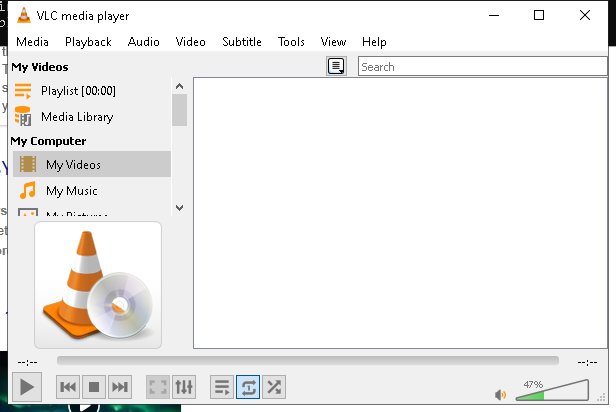 VLC media player
Media Playback Audio Video Subtitle Tools View Help
My Videos
Search
Playlist [00:00]
Media Library
My Computer
My Videos
My Music
My Pictures
--:-- --:--
47%